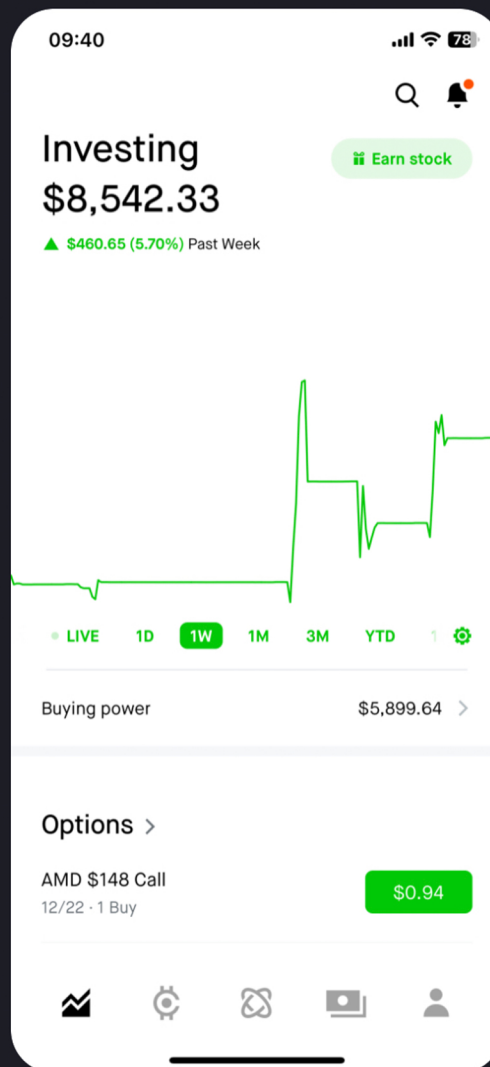 09:40
78
Investing
$8,542.33
Earn stock
▲ $460.65 (5.70%) Past Week
LIVE 1D 1W 1M 3M YTD 1
Buying power $5,899.64
Options
AMD $148 Call
12/22 · 1 Buy
$0.94